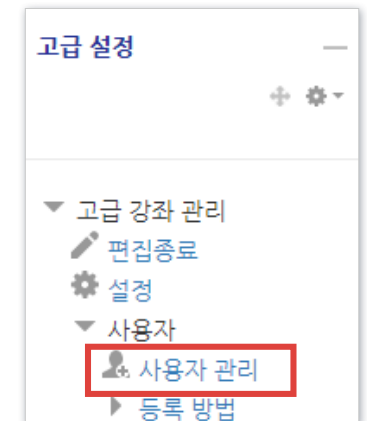 고급 설정
고급 강좌 관리
편집종료
설정
사용자
사용자 관리
등록 방법